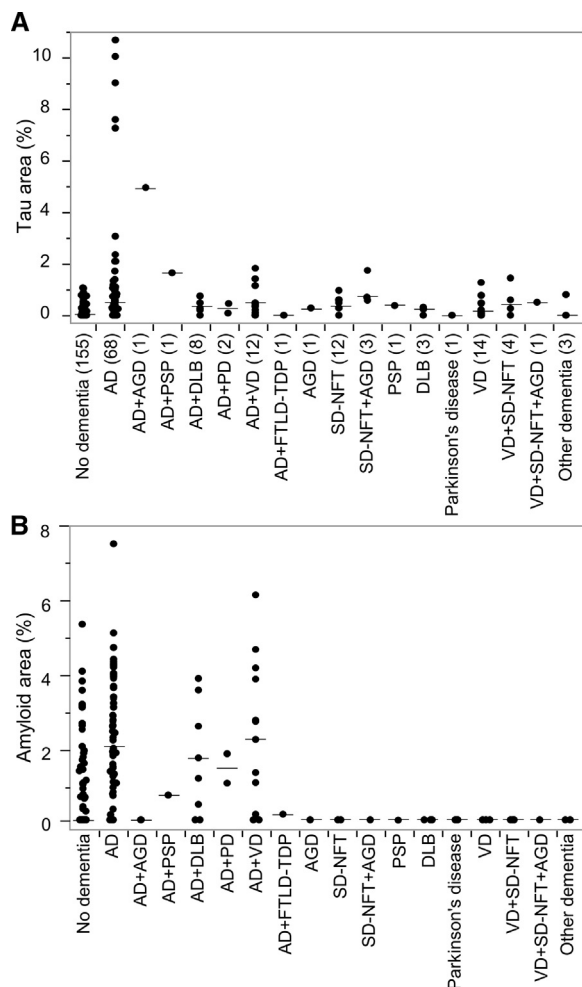 A
Tau area (%)
10
8
6
4
2
0
No dementia (155)
AD (68)
AD+AGD (1)
AD+PSP (1)
AD+DLB (8)
AD+PD (2)
AD+VD (12)
AD+FTLD-TDP (1)
AGD (1)
SD-NFT (12)
SD-NFT+AGD (3)
PSP (1)
DLB (3)
Parkinson's disease (1)
VD (14)
VD+SD-NFT (4)
VD+SD-NFT+AGD (1)
Other dementia (3)
B
Amyloid area (%)
8
6
4
2
0
No dementia
AD
AD+AGD
AD+PSP
AD+DLB
AD+PD
AD+VD
AD+FTLD-TDP
AGD
SD-NFT
SD-NFT+AGD
PSP
DLB
Parkinson's disease
VD
VD+SD-NFT
VD+SD-NFT+AGD
Other dementia